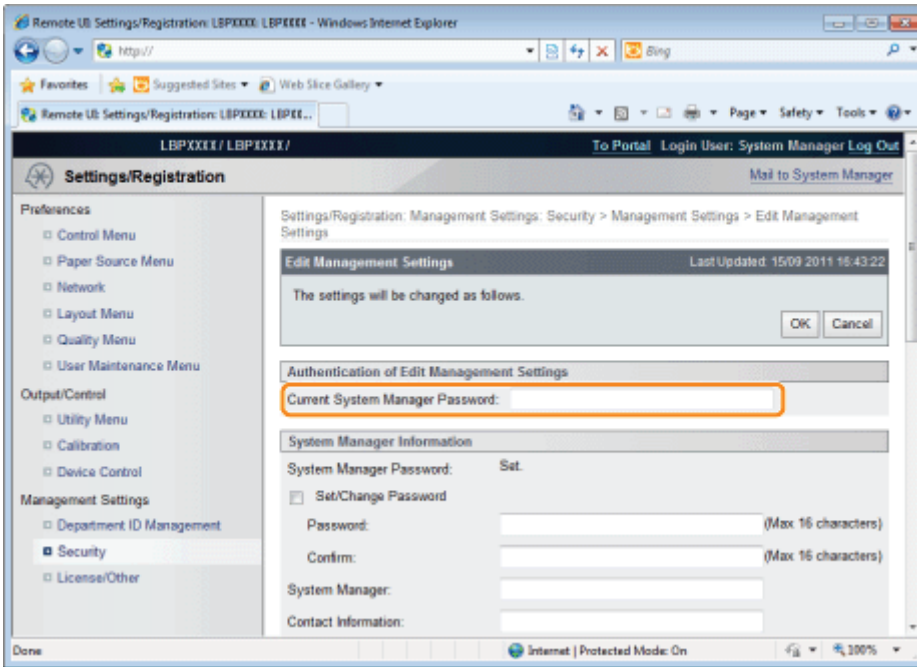 Remote UI: Settings/Registration: LBPXXXX: LBPXXXX - Windows Internet Explorer
http://
Bing
Favorites Suggested Sites Web Slice Gallery
Remote UI: Settings/Registration: LBPXXXX: LBPXX...
Page Safety Tools
LBPXXXX / LBPXXXX /
To Portal Login User: System Manager Log Out
Settings/Registration
Mail to System Manager
Preferences
Control Menu
Paper Source Menu
Network
Layout Menu
Quality Menu
User Maintenance Menu
Output/Control
Utility Menu
Calibration
Device Control
Management Settings
Department ID Management
Security
License/Other
Settings/Registration: Management Settings: Security > Management Settings > Edit Management
Settings
Edit Management Settings
Last Updated: 15/09 2011 16:43:22
The settings will be changed as follows.
OK Cancel
Authentication of Edit Management Settings
Current System Manager Password:
System Manager Information
System Manager Password: Set.
Set/Change Password
Password: (Max 16 characters)
Confirm: (Max 16 characters)
System Manager:
Contact Information:
Done
Internet | Protected Mode: On
100%